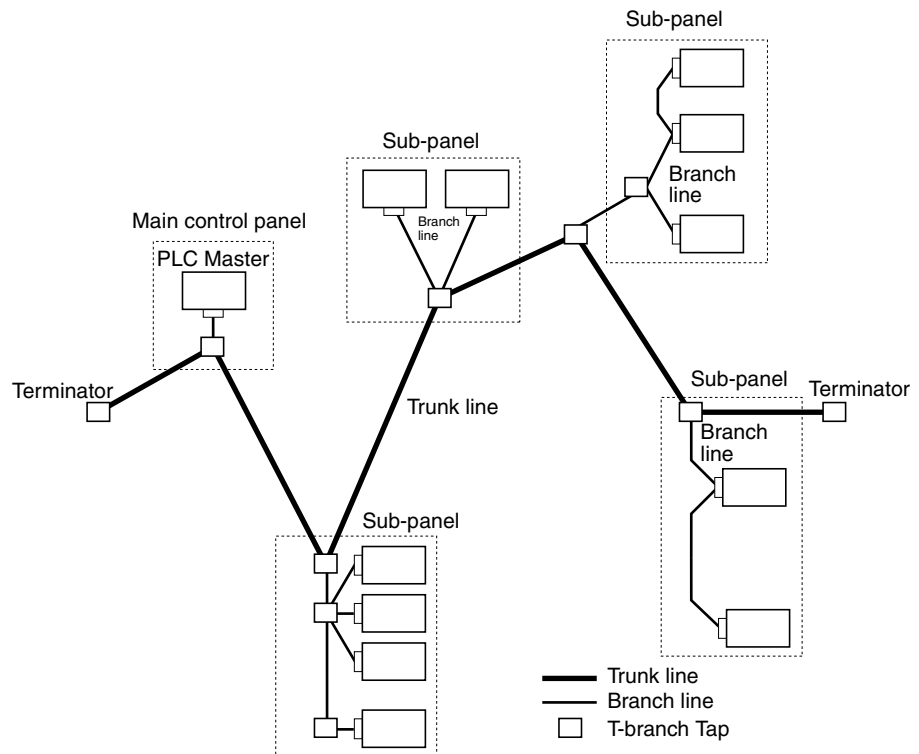 Sub-panel
Sub-panel
Branch
line
Branch
line
Main control panel
PLC Master
Terminator
Trunk line
Sub-panel
Terminator
Branch
line
Sub-panel
Trunk line
Branch line
T-branch Tap